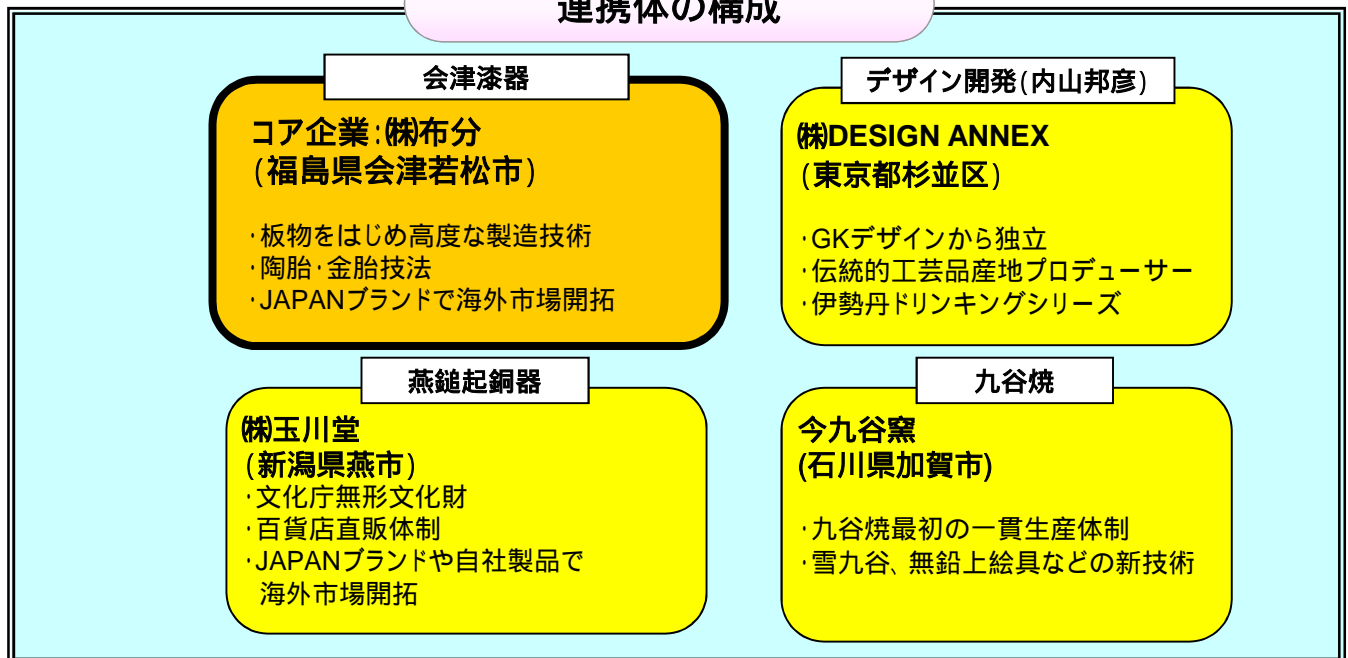 連携体の構成
会津漆器
コア企業:㈱布分
(福島県会津若松市)
・板物をはじめ高度な製造技術
・陶胎・金胎技法
・JAPANブランドで海外市場開拓
デザイン開発(内山邦彦)
㈱DESIGN ANNEX
(東京都杉並区)
・GKデザインから独立
・伝統的工芸品産地プロデューサー
・伊勢丹ドリンキングシリーズ
燕鎚起銅器
㈱玉川堂
(新潟県燕市)
・文化庁無形文化財
・百貨店直販体制
・JAPANブランドや自社製品で
海外市場開拓
九谷焼
今九谷窯
(石川県加賀市)
・九谷焼最初の一貫生産体制
・雪九谷、無鉛上絵具などの新技術